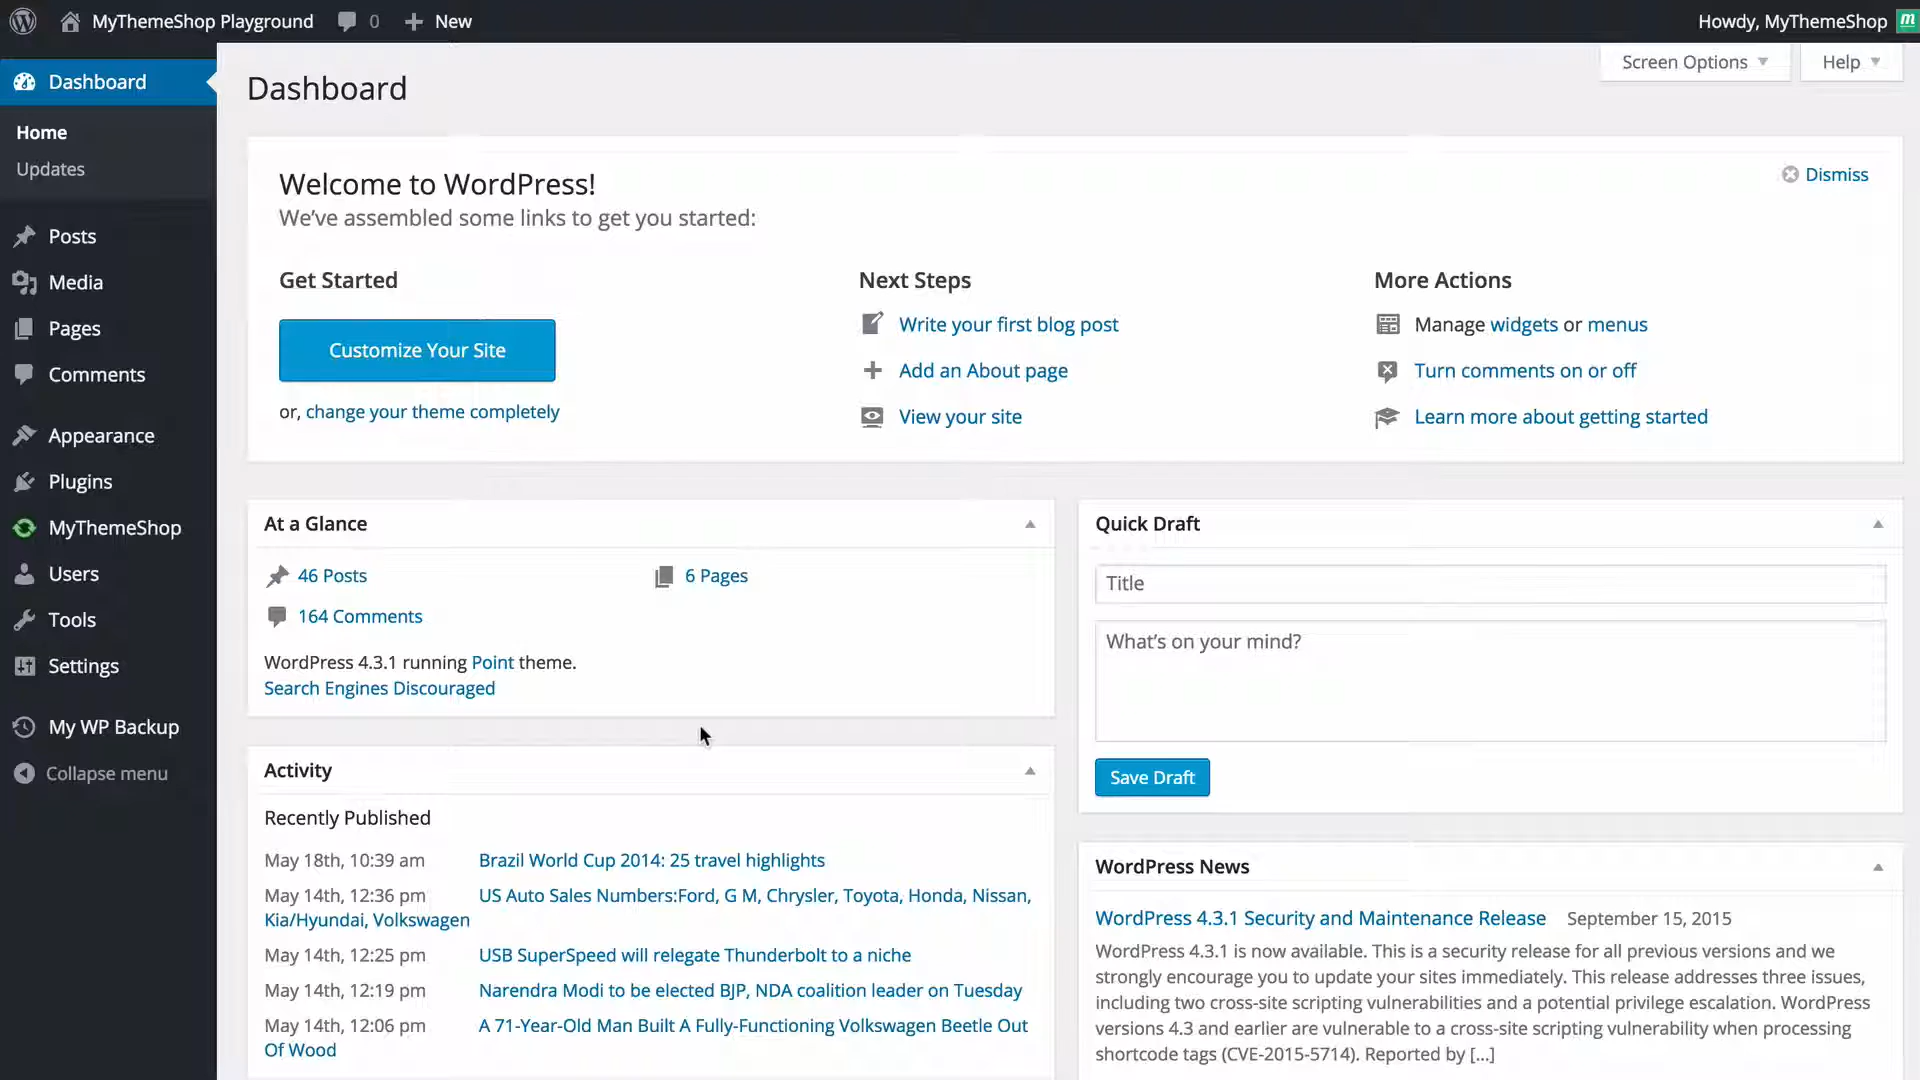 MyThemeShop Playground 0 New
Howdy, MyThemeShop m
Dashboard
Home
Updates
Posts
Media
Pages
Comments
Appearance
Plugins
MyThemeShop
Users
Tools
Settings
My WP Backup
Collapse menu
Screen Options Help
Dashboard
Welcome to WordPress!
Dismiss
We've assembled some links to get you started:
Get Started
Customize Your Site
or, change your theme completely
Next Steps
Write your first blog post
Add an About page
View your site
More Actions
Manage widgets or menus
Turn comments on or off
Learn more about getting started
At a Glance
46 Posts 6 Pages
164 Comments
WordPress 4.3.1 running Point theme.
Search Engines Discouraged
Activity
Recently Published
May 18th, 10:39 am Brazil World Cup 2014: 25 travel highlights
May 14th, 12:36 pm US Auto Sales Numbers:Ford, G M, Chrysler, Toyota, Honda, Nissan,
Kia/Hyundai, Volkswagen
May 14th, 12:25 pm USB SuperSpeed will relegate Thunderbolt to a niche
May 14th, 12:19 pm Narendra Modi to be elected BJP, NDA coalition leader on Tuesday
May 14th, 12:06 pm A 71-Year-Old Man Built A Fully-Functioning Volkswagen Beetle Out
Of Wood
Quick Draft
Title
What's on your mind?
Save Draft
WordPress News
WordPress 4.3.1 Security and Maintenance Release September 15, 2015
WordPress 4.3.1 is now available. This is a security release for all previous versions and we
strongly encourage you to update your sites immediately. This release addresses three issues,
including two cross-site scripting vulnerabilities and a potential privilege escalation. WordPress
versions 4.3 and earlier are vulnerable to a cross-site scripting vulnerability when processing
shortcode tags (CVE-2015-5714). Reported by [...]